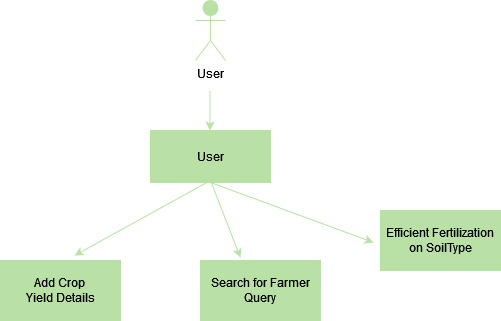 User
User
Efficient Fertilization
on SoilType
Add Crop
Yield Details
Search for Farmer
Query